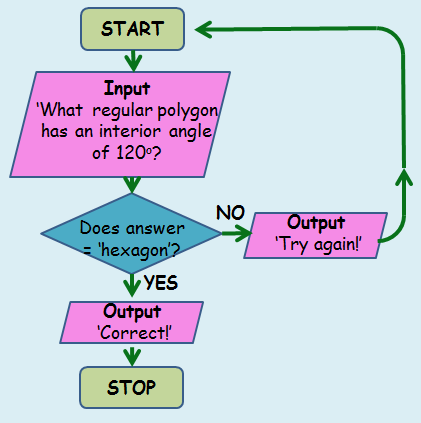 START
Input
‘What regular polygon
has an interior angle
of 120º?
Does answer
= ‘hexagon’?
NO
Output
‘Try again!’
YES
Output
‘Correct!’
STOP